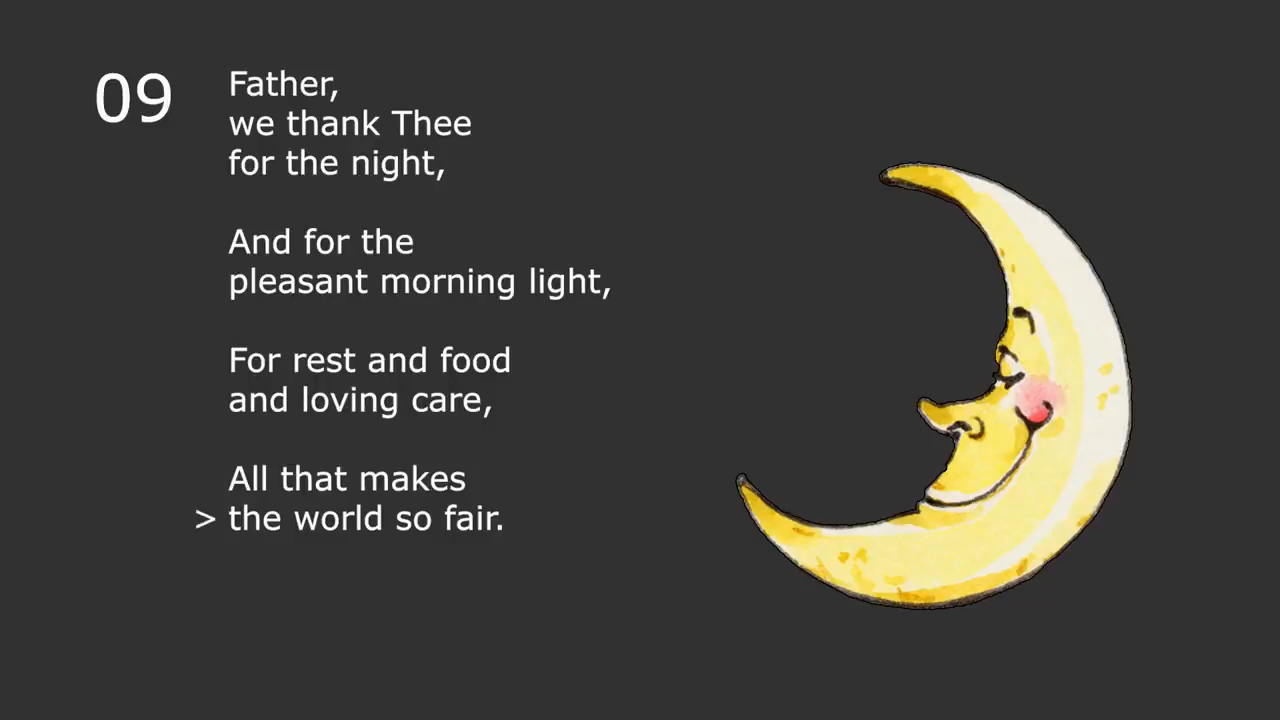 09
Father,
we thank Thee
for the night,
And for the
pleasant morning light,
For rest and food
and loving care,
All that makes
> the world so fair.